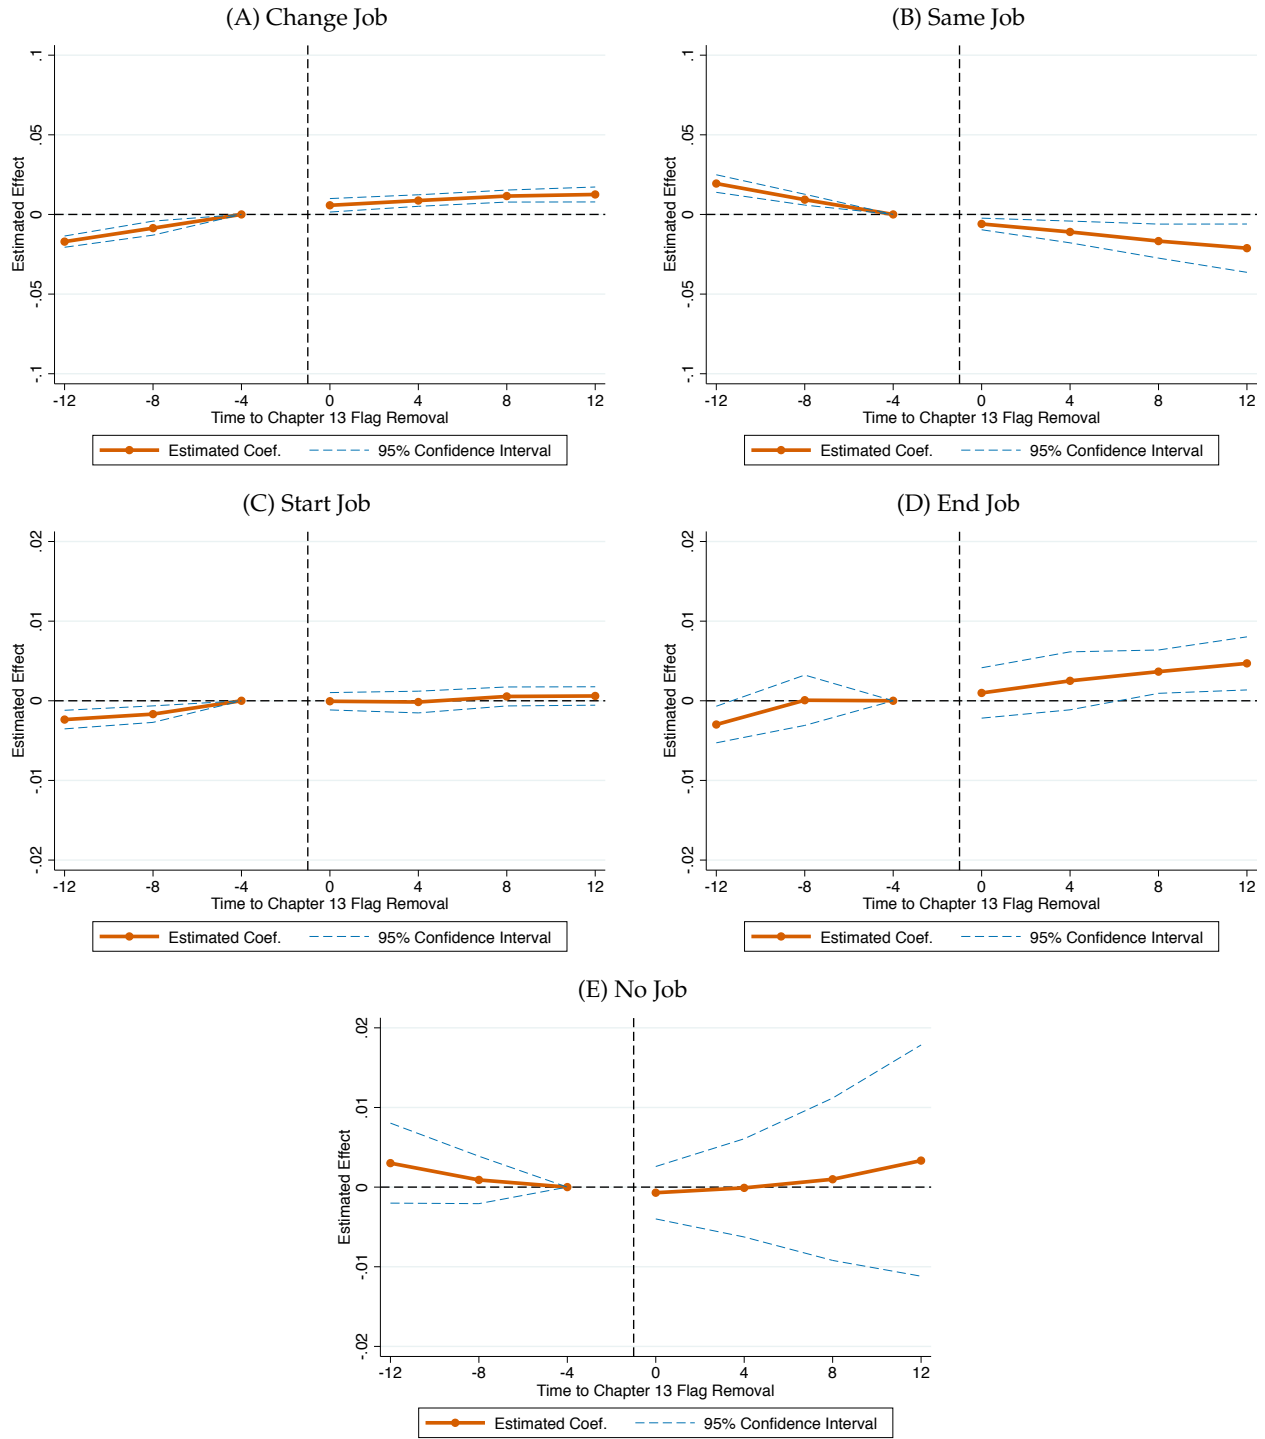 (A) Change Job
.1
.05
0
-.05
-.1
Estimated Effect
-12 -8 -4 0 4 8 12
Time to Chapter 13 Flag Removal
Estimated Coef. 95% Confidence Interval
(B) Same Job
.1
.05
0
-.05
-.1
Estimated Effect
-12 -8 -4 0 4 8 12
Time to Chapter 13 Flag Removal
Estimated Coef. 95% Confidence Interval
(C) Start Job
.02
.01
0
-.01
-.02
Estimated Effect
-12 -8 -4 0 4 8 12
Time to Chapter 13 Flag Removal
Estimated Coef. 95% Confidence Interval
(D) End Job
.02
.01
0
-.01
-.02
Estimated Effect
-12 -8 -4 0 4 8 12
Time to Chapter 13 Flag Removal
Estimated Coef. 95% Confidence Interval
(E) No Job
.02
.01
0
-.01
-.02
Estimated Effect
-12 -8 -4 0 4 8 12
Time to Chapter 13 Flag Removal
Estimated Coef. 95% Confidence Interval